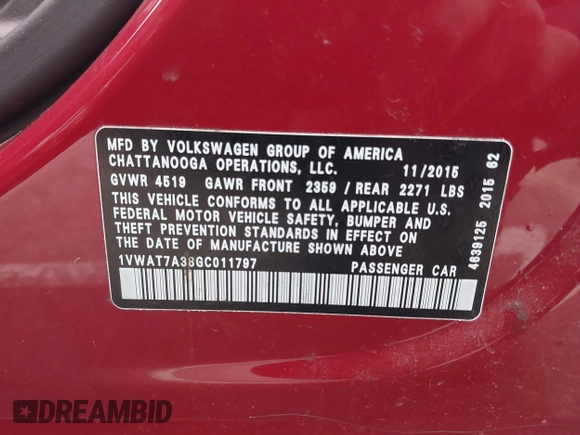 MFD BY VOLKSWAGEN GROUP OF AMERICA
CHATTANOOGA OPERATIONS, LLC. 11/2015
GVWR 4519 GAWR FRONT 2359 / REAR 2271 LBS
THIS VEHICLE CONFORMS TO ALL APPLICABLE U.S.
FEDERAL MOTOR VEHICLE SAFETY, BUMPER AND
THEFT PREVENTION STANDARDS IN EFFECT ON
THE DATE OF MANUFACTURE SHOWN ABOVE
1VWAT7A38GC011797 PASSENGER CAR
4639125 2015 62
DREAMBID